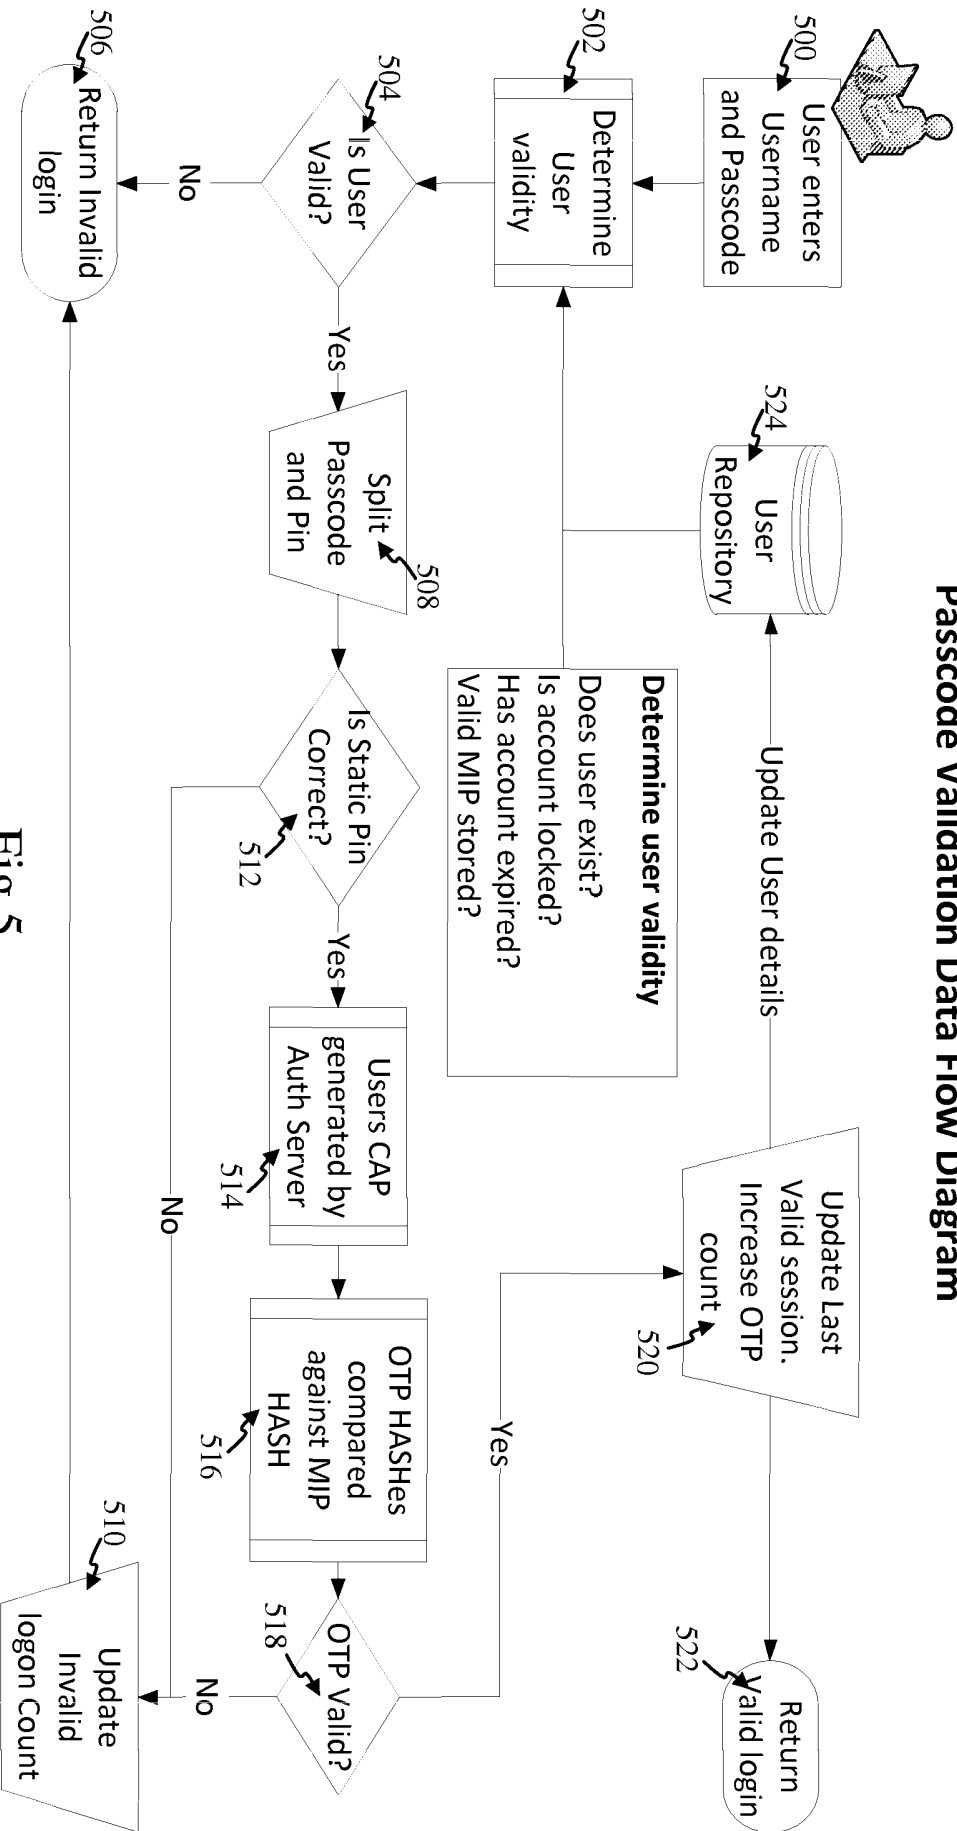 Passcode Validation Data Flow Diagram
500
User enters
Username
and Passcode
502
Determine
User
validity
504
Is User
Valid?
No
506
Return Invalid
login
Yes
508
Split
Passcode
and Pin
524
User
Repository
Update User details
Determine user validity
Does user exist?
Is account locked?
Has account expired?
Valid MIP stored?
Is Static Pin
Correct?
512
Yes
No
Users CAP
generated by
Auth Server
514
OTP HASHes
compared
against MIP
HASH
516
OTP Valid?
518
Yes
No
Update Last
Valid session.
Increase OTP
count
520
Return
Valid login
522
510
Update
Invalid
logon Count
Fig 5